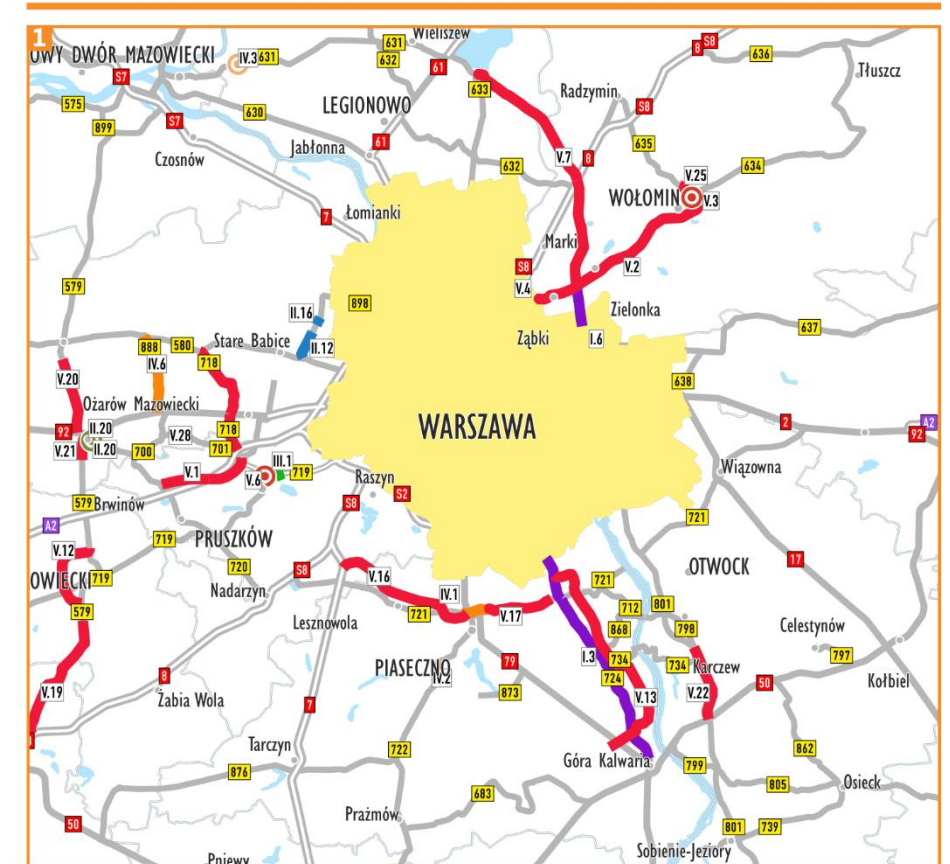 1
Wieliszew
S8
OWY DWÓR MAZOWIECKI
IV.3
631
631
8
636
632
61
Tłuszcz
S7
575
633
Radzymin
LEGIONOWO
630
S8
899
S7
61
635
Jabłonna
Czosnów
V.7
8
632
634
V.25
WOŁOMIN
V.3
7
Łomianki
Marki
S8
V.2
579
V.4
898
II.16
Zielonka
637
Ząbki
I.6
888
580
Stare Babice
II.12
IV.6
718
V.20
638
Ożarów Mazowiecki
WARSZAWA
2
A2
92
II.20
V.28
718
92
V.21
II.20
700
701
III.1
Wiązowna
V.1
V.6
719
Raszyn
S2
579
Brwinów
S8
721
A2
719
PRUSZKÓW
V.12
17
OWIECKI
719
720
S8
V.16
OTWOCK
Nadarzyn
IV.1
721
801
579
712
721
V.17
Lesznowola
868
798
Celestynów
I.3
734
797
PIASECZNO
734
Karczew
IV.2
79
724
Kołbiel
8
873
V.13
V.22
50
V.19
Żabia Wola
7
Tarczyn
722
862
Góra Kalwaria
799
876
805
Osieck
683
50
Prażmów
801
739
Sobienie-Jeziory
Pniewy